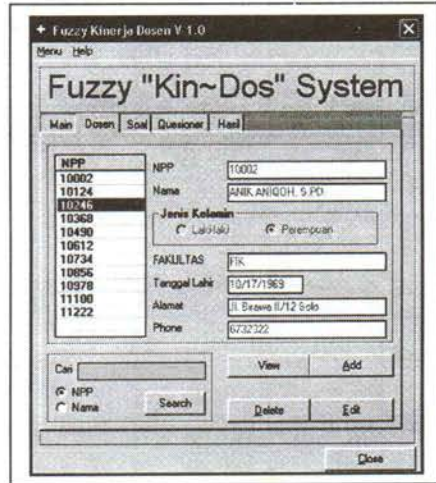 Fuzzy Kinerja Dosen V 1.0
Menu Help
Fuzzy "Kin~Dos" System
Main Dosen Soal Quesioner Hasil
NPP
10002
10124
10246
10368
10490
10612
10734
10856
10978
11100
11222
NPP 10002
Nama ANIK ANIQOH, S.PD
Jenis Kelamin
Laki-laki Perempuan
FAKULTAS FIK
Tanggal Lahir 10/17/1969
Alamat Jl. II/12 Solo
Phone 6732322
Cari
NPP
Nama
Search
View Add
Delete Edit
Close